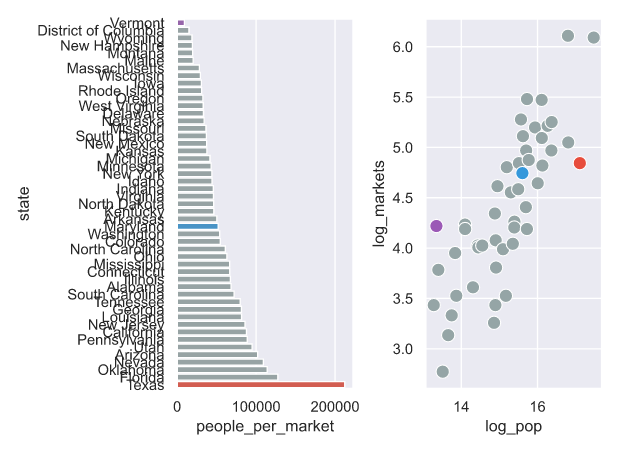 Vermont
District of Columbia
Wyoming
New Hampshire
Montana
Maine
Massachusetts
Wisconsin
Iowa
Rhode Island
Oregon
West Virginia
Delaware
Nebraska
Missouri
South Dakota
New Mexico
Kansas
Michigan
Minnesota
New York
Idaho
Indiana
Virginia
North Dakota
Kentucky
Arkansas
Maryland
Washington
Colorado
North Carolina
Ohio
Mississippi
Connecticut
Illinois
Alabama
South Carolina
Tennessee
Georgia
Louisiana
New Jersey
California
Pennsylvania
Utah
Arizona
Nevada
Oklahoma
Florida
Texas
state
0 100000 200000
people_per_market
6.0
5.5
5.0
4.5
4.0
3.5
3.0
log_markets
14 16
log_pop